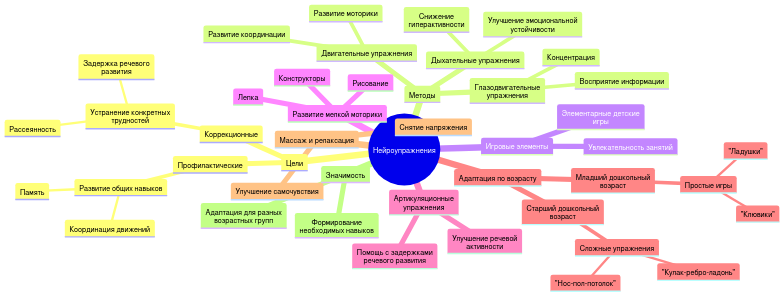 Развитие моторики
Снижение
гиперактивности
Улучшение эмоциональной
устойчивости
Развитие координации
Двигательные упражнения
Дыхательные упражнения
Концентрация
Задержка речевого
развития
Конструкторы
Рисование
Глазодвигательные
упражнения
Восприятие информации
Лепка
Методы
Устранение конкретных
трудностей
Развитие мелкой моторики
Элементарные детские
игры
Рассеянность
Коррекционные
Массаж и релаксация
Снятие напряжения
Игровые элементы
Увлекательность занятий
Нейроупражнения
"Ладушки"
Профилактические
Цели
Значимость
Адаптация по возрасту
Младший дошкольный
возраст
Простые игры
Память
Развитие общих навыков
Улучшение самочувствия
Артикуляционные
упражнения
Старший дошкольный
возраст
"Клювики"
Адаптация для разных
возрастных групп
Формирование
необходимых навыков
Координация движений
Улучшение речевой
активности
Сложные упражнения
Помощь с задержками
речевого развития
"Кулак-ребро-ладонь"
"Нос-пол-потолок"